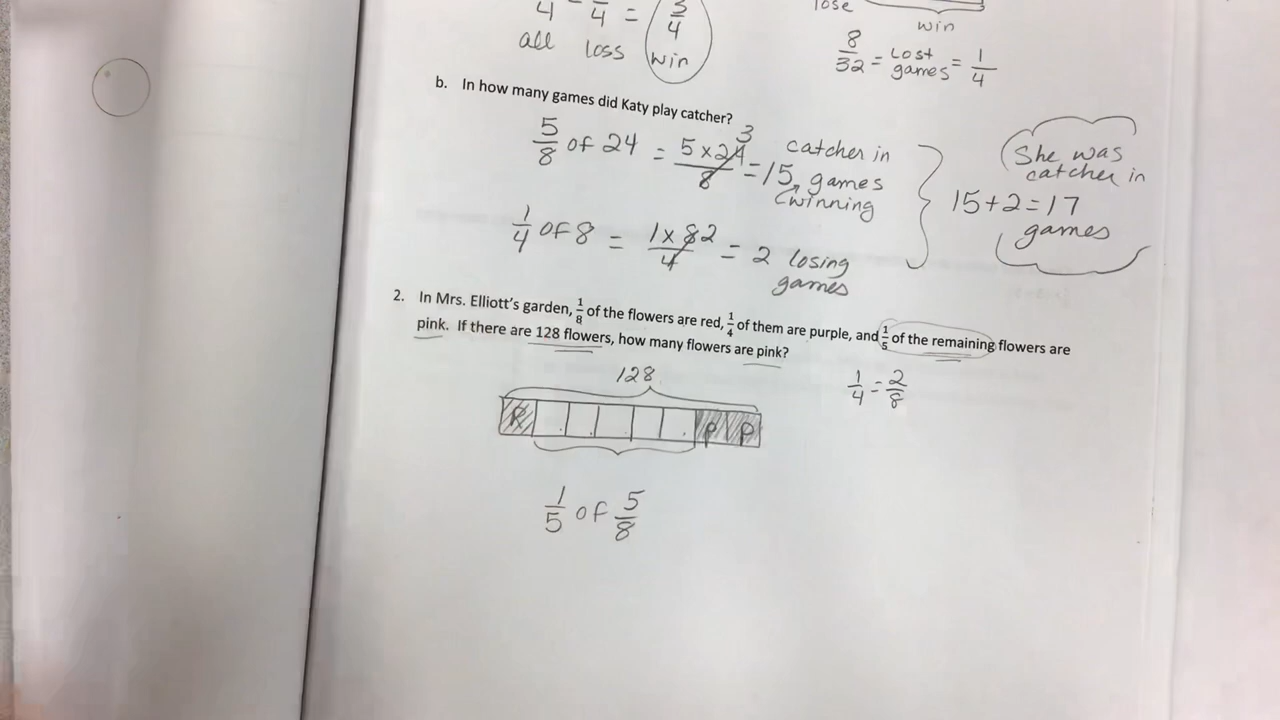 4 - 4 = 3/4
all loss win
lose
win
8/32 = Lost games = 1/4
b. In how many games did Katy play catcher?
5/8 of 24 = 5 x 24/8 3 = 15 catcher in games
winning
1/4 of 8 = 1 x 8 2/4 = 2 losing games
She was
catcher in
15+2=17
games
2. In Mrs. Elliott's garden, 1/8 of the flowers are red, 1/4 of them are purple, and 1/5 of the remaining flowers are
pink. If there are 128 flowers, how many flowers are pink?
128
1/4 = 2/8
R P P
1/5 of 5/8